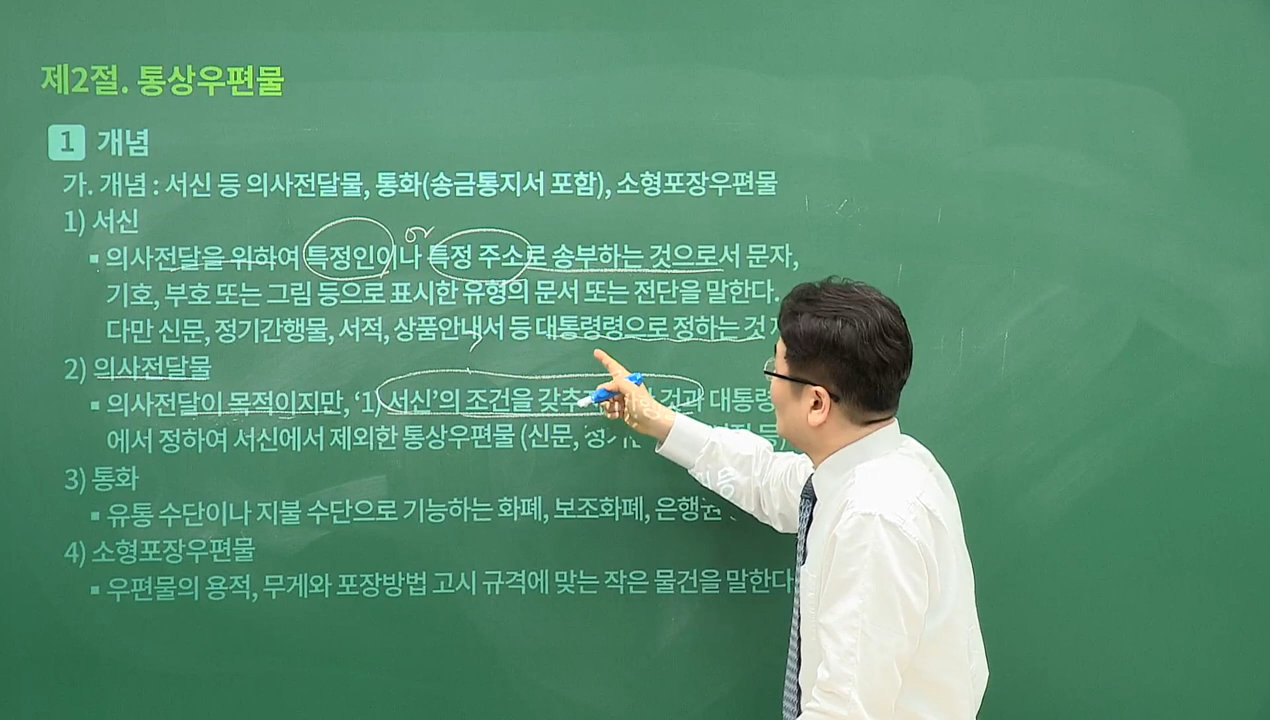 제2절. 통상우편물
1 개념
가. 개념 : 서신 등 의사전달물, 통화(송금통지서 포함), 소형포장우편물
1) 서신
▪ 의사전달을 위하여 특정인이나 특정 주소로 송부하는 것으로서 문자,
기호, 부호 또는 그림 등으로 표시한 유형의 문서 또는 전단을 말한다.
다만 신문, 정기간행물, 서적, 상품안내서 등 대통령령으로 정하는 것
2) 의사전달물
▪ 의사전달이 목적이지만, ‘1) 서신’의 조건을 갖추 것과 대통령
에서 정하여 서신에서 제외한 통상우편물 (신문,
3) 통화
▪ 유통 수단이나 지불 수단으로 기능하는 화폐, 보조화폐, 은행권
4) 소형포장우편물
▪ 우편물의 용적, 무게와 포장방법 고시 규격에 맞는 작은 물건을 말한다